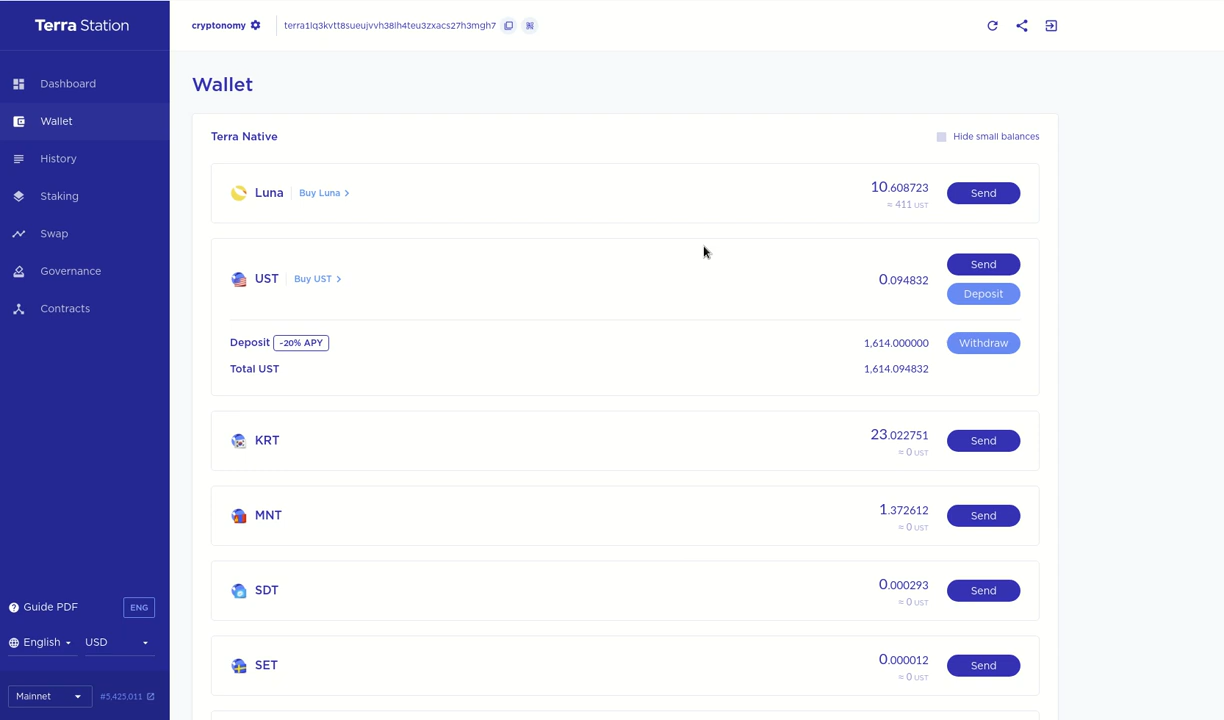 Terra Station
cryptonomy
terra1lq3kvtt8sueujvvh38lh4teu3zxacs27h3mgh7
Dashboard
Wallet
History
Staking
Swap
Governance
Contracts
Guide PDF
ENG
English
USD
Mainnet
#5,425,011
Wallet
Terra Native
Hide small balances
Luna
Buy Luna >
10.608723
≈ 411 UST
Send
UST
Buy UST >
0.094832
Send
Deposit
Deposit -20% APY
1,614.000000
Withdraw
Total UST
1,614.094832
KRT
23.022751
≈ 0 UST
Send
MNT
1.372612
≈ 0 UST
Send
SDT
0.000293
≈ 0 UST
Send
SET
0.000012
≈ 0 UST
Send